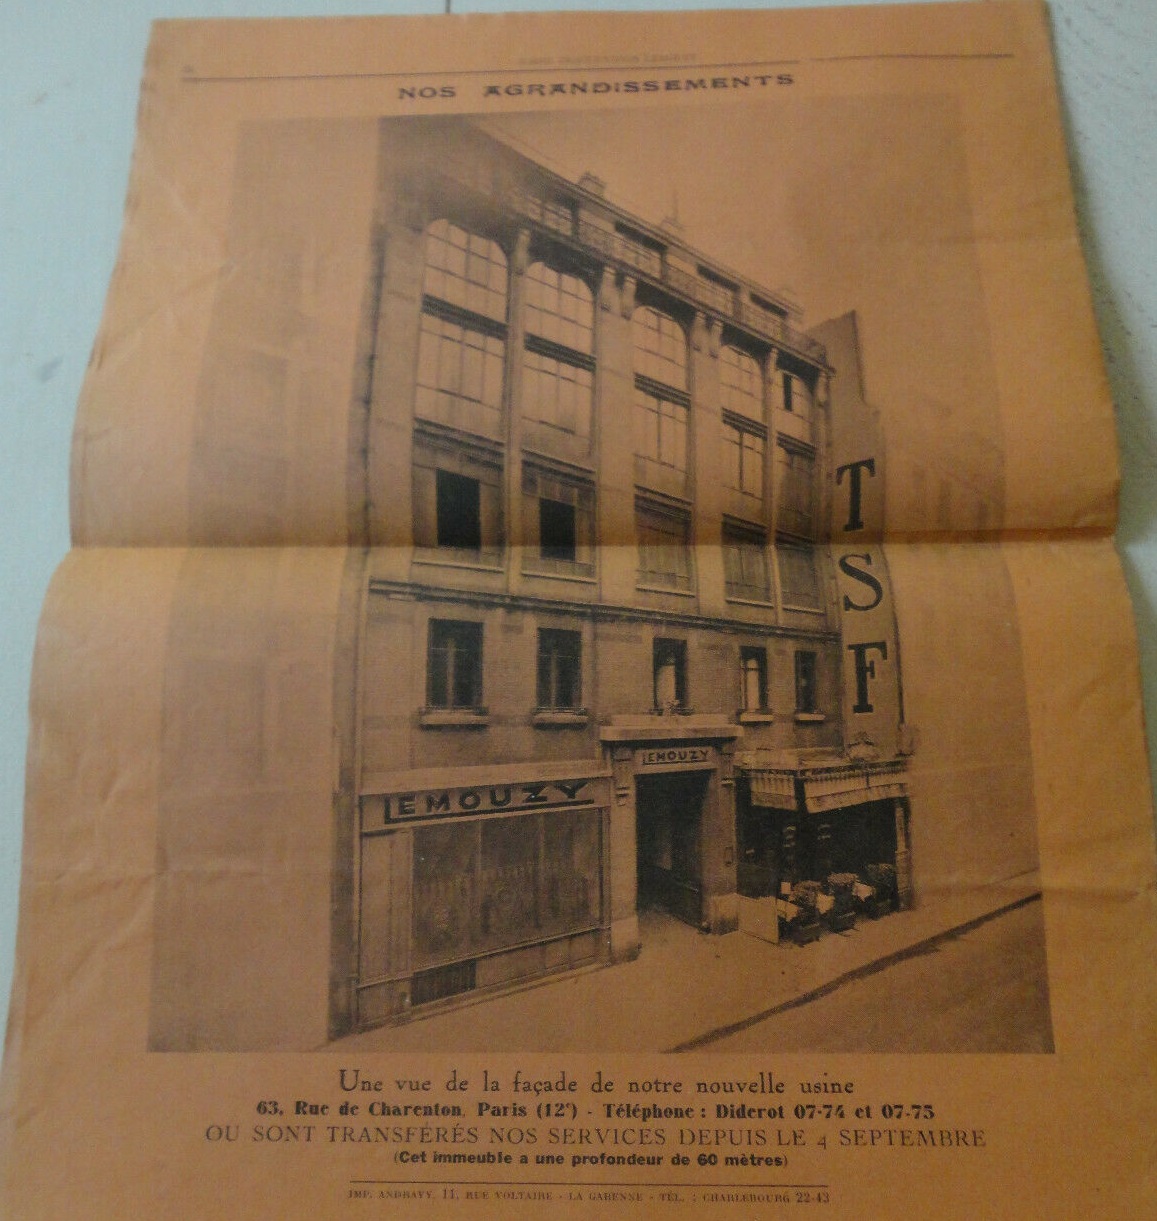 NOS AGRANDISSEMENTS
T
S
F
LEMOUZY
LEMOUZY
Une vue de la façade de notre nouvelle usine
63, Rue de Charenton, Paris (12e) - Téléphone : Diderot 07-74 et 07-75
OU SONT TRANSFÉRÉS NOS SERVICES DEPUIS LE 4 SEPTEMBRE
(Cet immeuble a une profondeur de 60 mètres)
IMP. ANDRAVY, 11, RUE VOLTAIRE - LA GARENNE - TÉL. : CHARLEBOURG 22-43